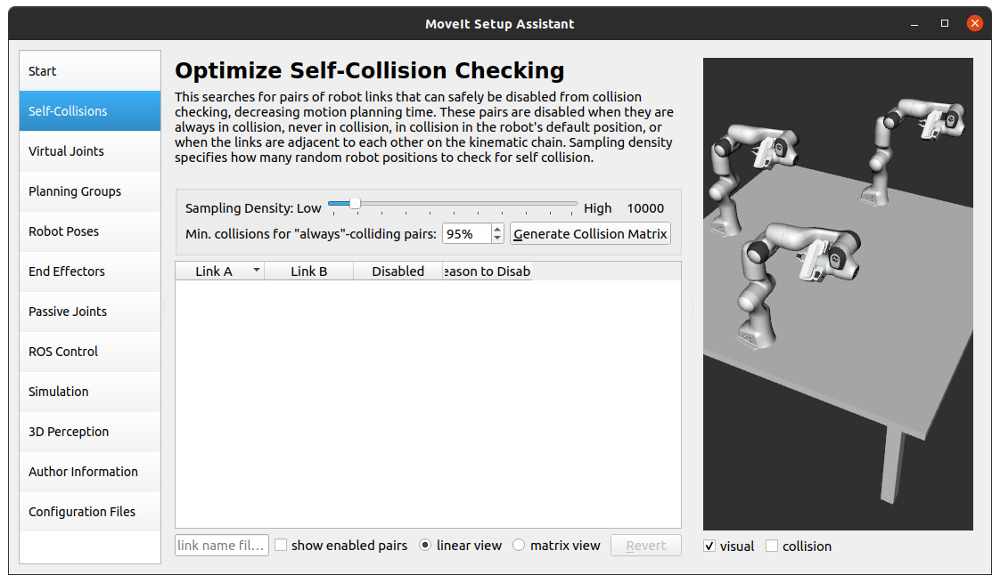 MoveIt Setup Assistant
Start
Self-Collisions
Virtual Joints
Planning Groups
Robot Poses
End Effectors
Passive Joints
ROS Control
Simulation
3D Perception
Author Information
Configuration Files
Optimize Self-Collision Checking
This searches for pairs of robot links that can safely be disabled from collision
checking, decreasing motion planning time. These pairs are disabled when they are
always in collision, never in collision, in collision in the robot's default position, or
when the links are adjacent to each other on the kinematic chain. Sampling density
specifies how many random robot positions to check for self collision.
Sampling Density: Low High 10000
Min. collisions for "always"-colliding pairs: 95% Generate Collision Matrix
Link A Link B Disabled eason to Disab
link name fil... show enabled pairs linear view matrix view Revert
visual collision